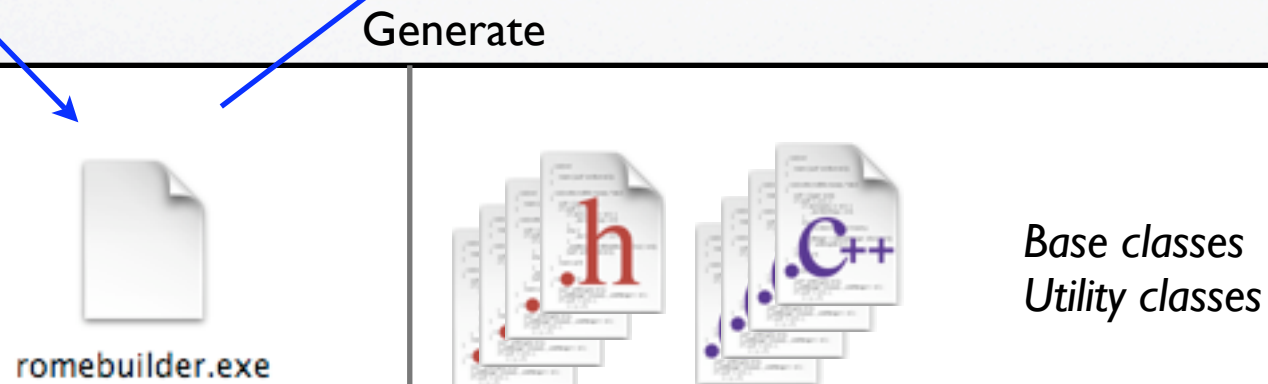 Generate
.h
.c++
Base classes
Utility classes
romebuilder.exe